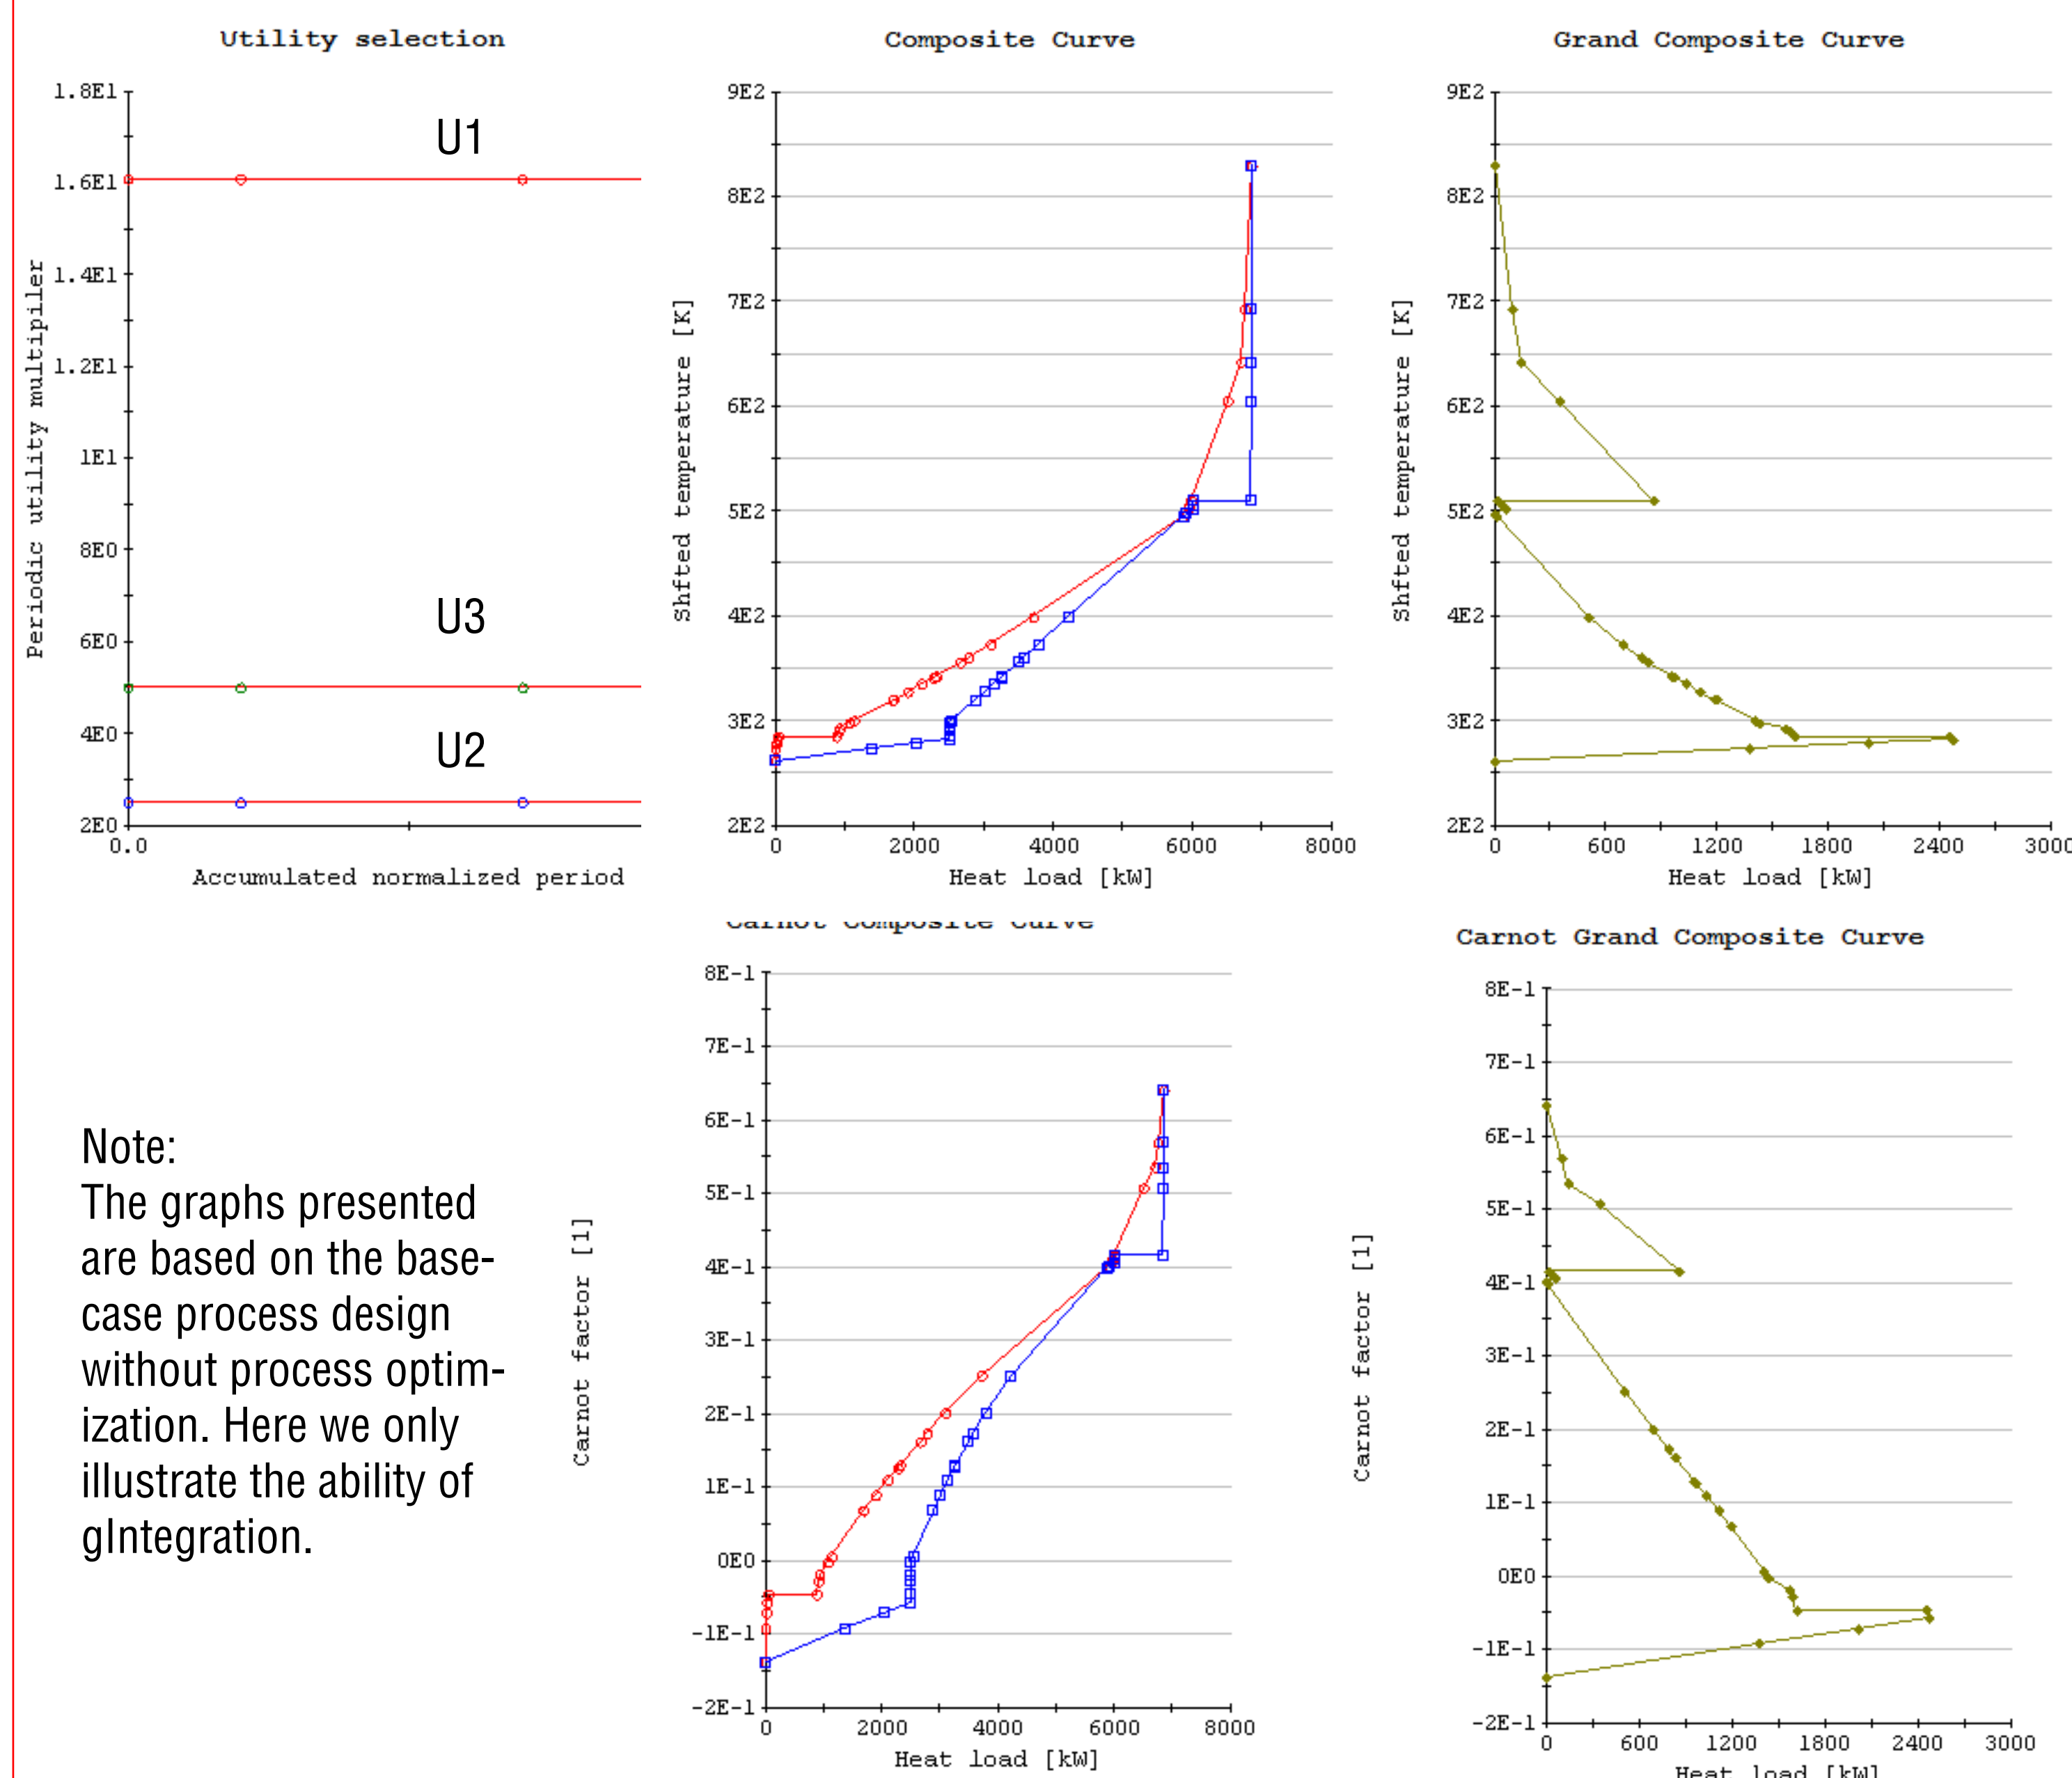 Utility selection
Periodic utility multipiler
1.8E1
1.6E1
1.4E1
1.2E1
1E1
8E0
6E0
4E0
2E0
U1
U3
U2
0.0
Accumulated normalized period
Composite Curve
Shfted temperature [K]
9E2
8E2
7E2
6E2
5E2
4E2
3E2
2E2
0 2000 4000 6000 8000
Heat load [kW]
Grand Composite Curve
Shfted temperature [K]
9E2
8E2
7E2
6E2
5E2
4E2
3E2
2E2
0 600 1200 1800 2400 3000
Heat load [kW]
Note:
The graphs presented
are based on the base-
case process design
without process optim-
ization. Here we only
illustrate the ability of
gIntegration.
Carnot Composite Curve
Carnot factor [1]
8E-1
7E-1
6E-1
5E-1
4E-1
3E-1
2E-1
1E-1
0E0
-1E-1
-2E-1
0 2000 4000 6000 8000
Heat load [kW]
Carnot Grand Composite Curve
Carnot factor [1]
8E-1
7E-1
6E-1
5E-1
4E-1
3E-1
2E-1
1E-1
0E0
-1E-1
-2E-1
0 600 1200 1800 2400 3000
Heat load [kW]